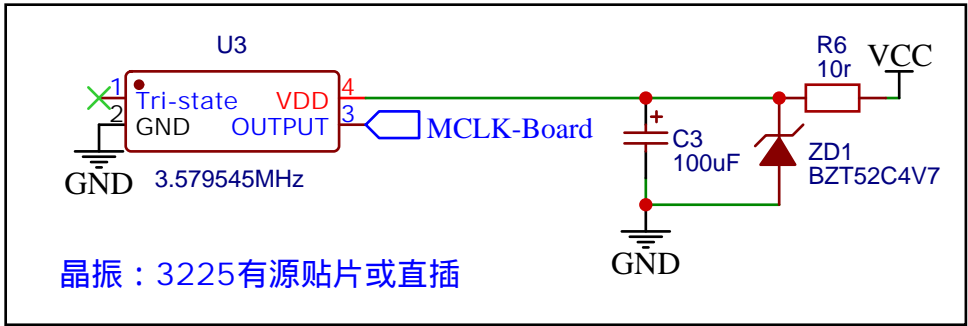 U3
1
Tri-state
VDD
4
2
GND
OUTPUT
3
MCLK-Board
GND
3.579545MHz
R6
10r
VCC
+
C3
100uF
ZD1
BZT52C4V7
GND
晶振：3225有源贴片或直插